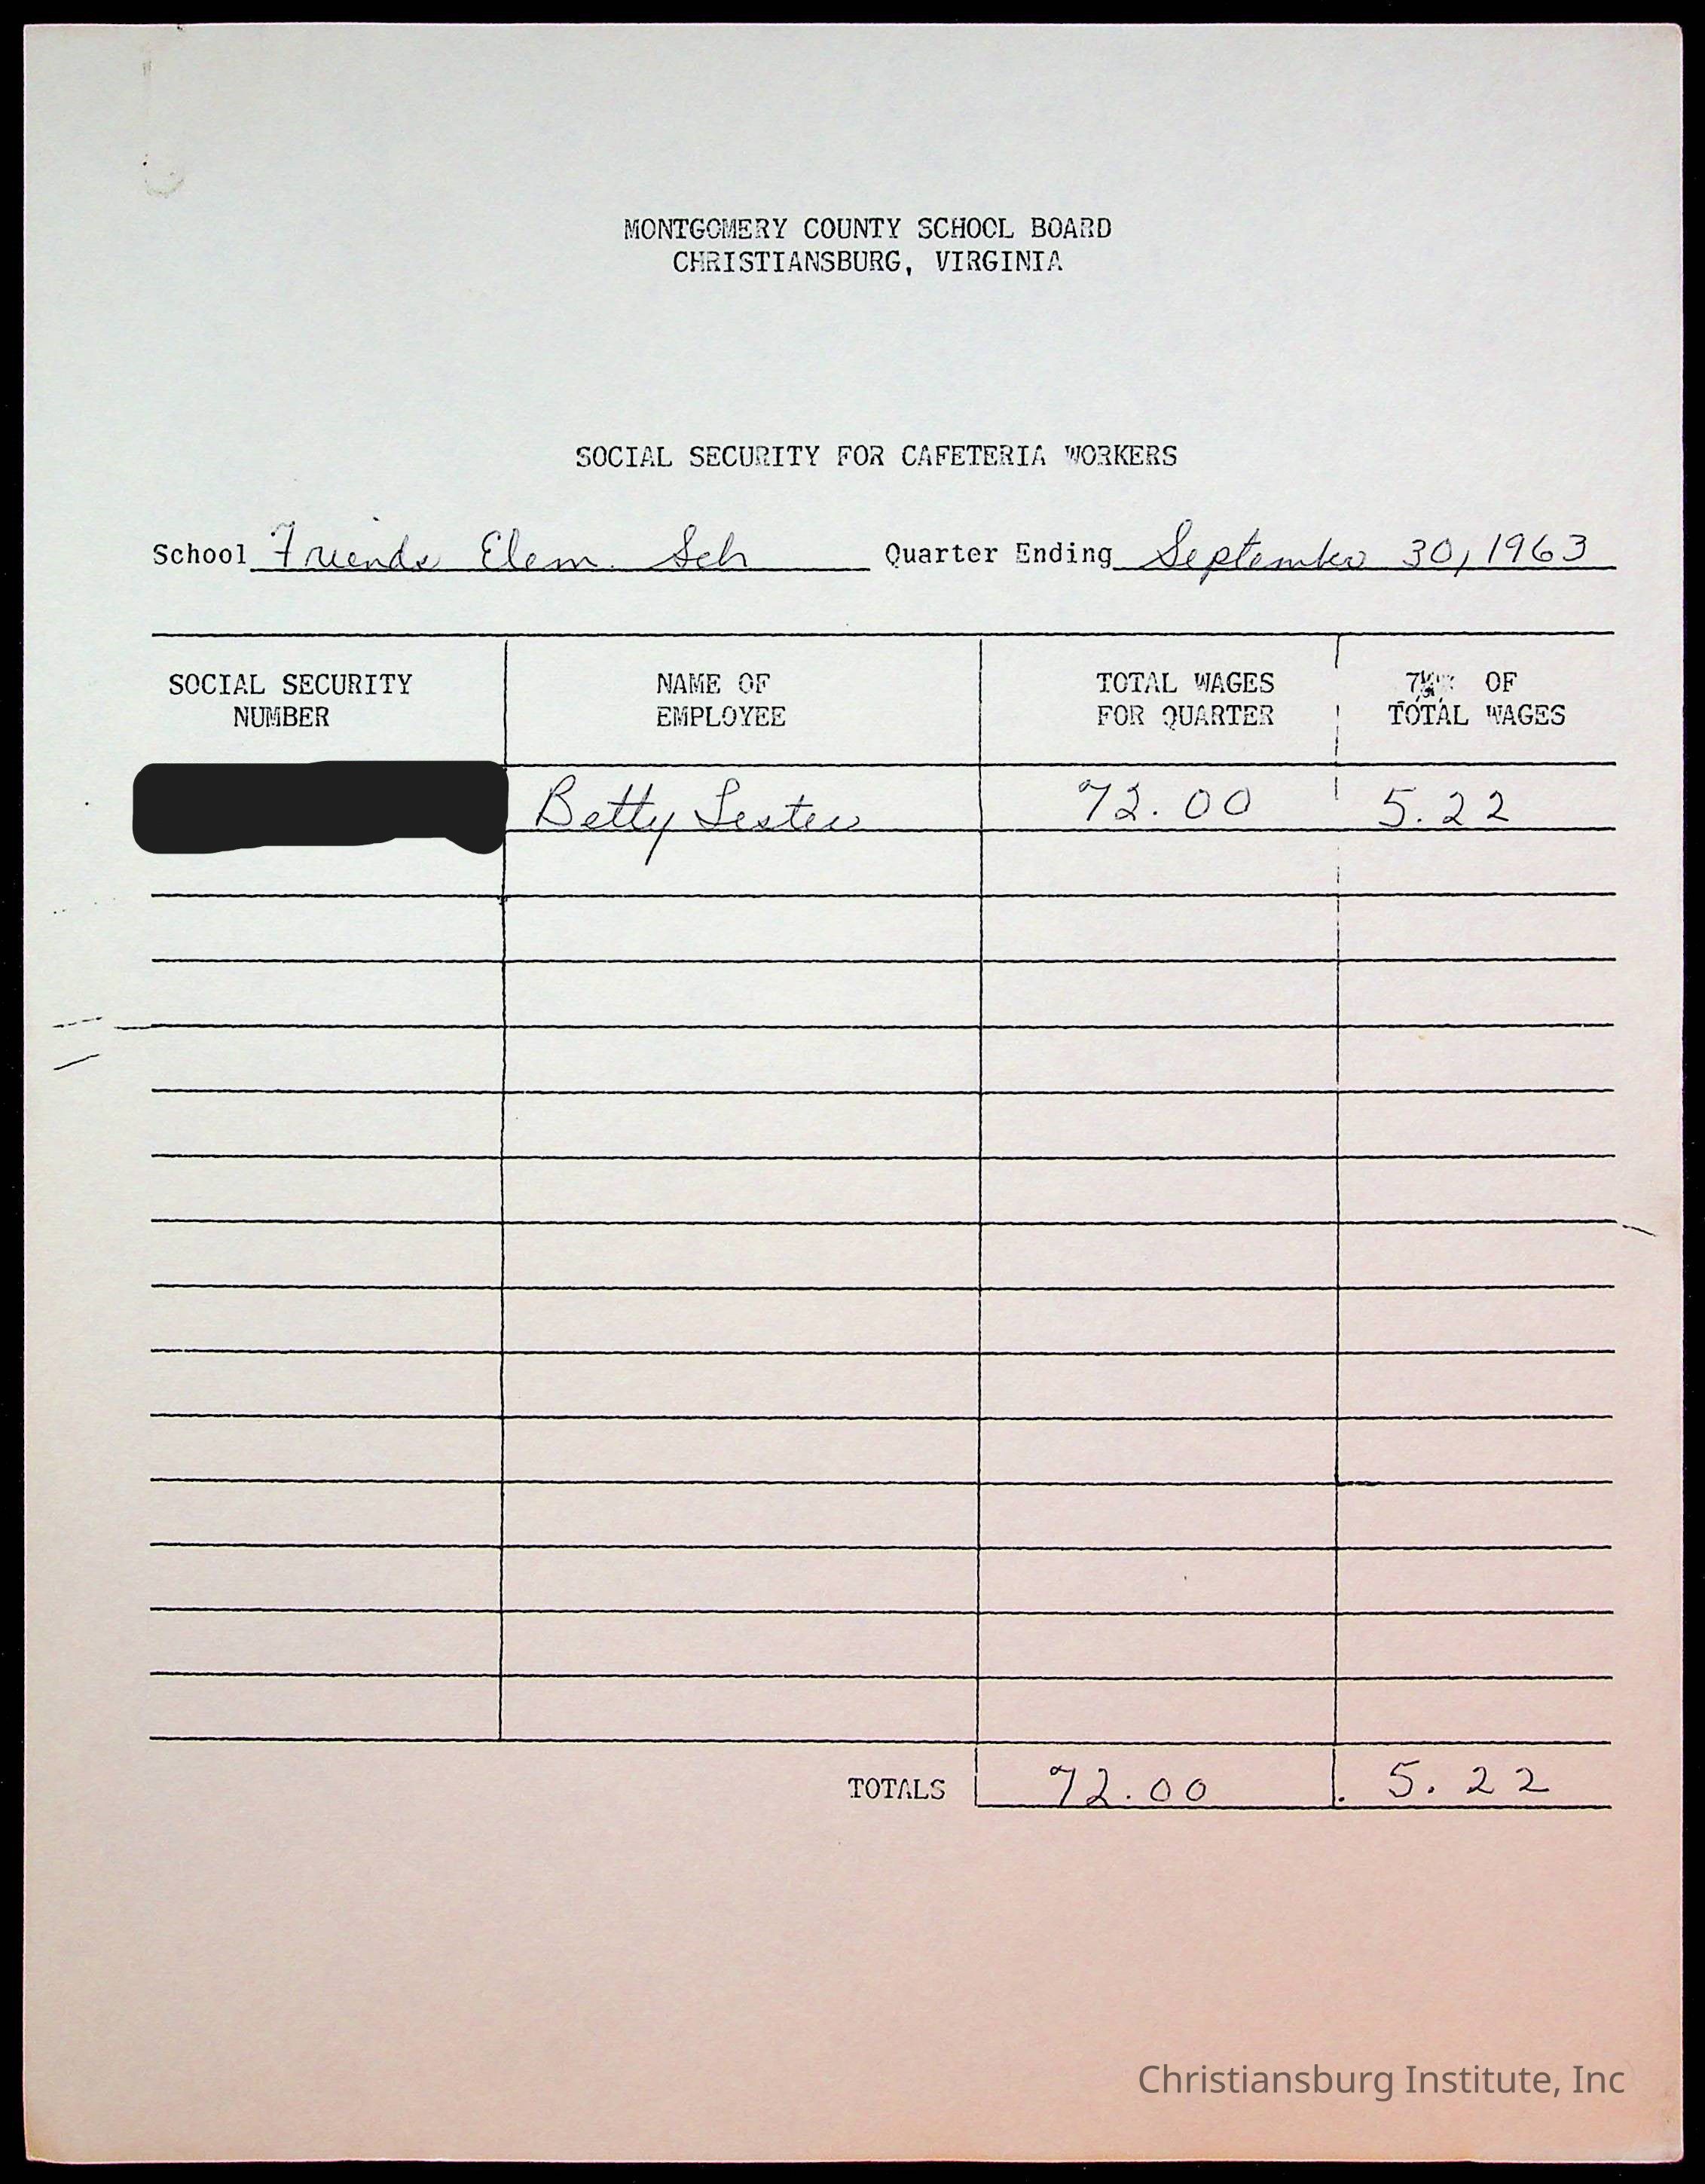 MONTGOMERY COUNTY SCHOOL BOARD
CHRISTIANSBURG, VIRGINIA
SOCIAL SECURITY FOR CAFETERIA WORKERS
School Friends Elem. Sch Quarter Ending September 30, 1963
SOCIAL SECURITY NUMBER NAME OF EMPLOYEE TOTAL WAGES FOR QUARTER OF TOTAL WAGES
Betty Lester 72.00 5.22
TOTALS 72.00 5.22
Christiansburg Institute, Inc